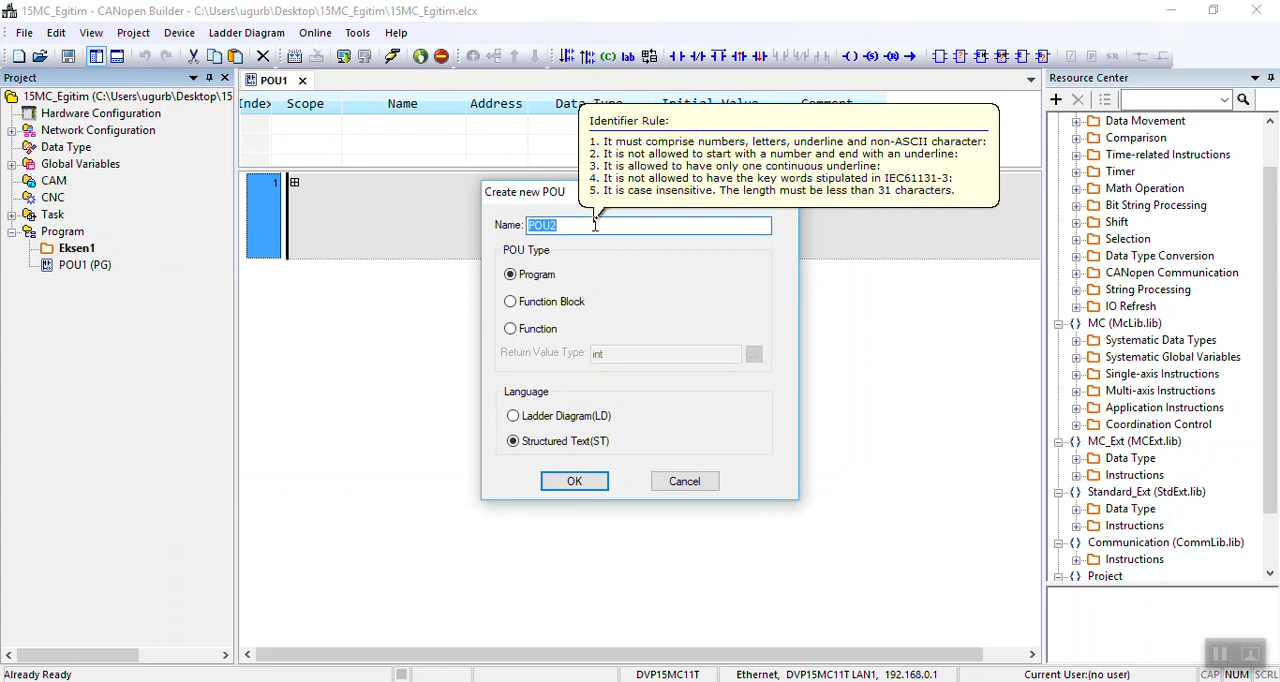 15MC_Egitim - CANopen Builder - C:\Users\ugurb\Desktop\15MC_Egitim\15MC_Egitim.elcx
File Edit View Project Device Ladder Diagram Online Tools Help
Project
15MC_Egitim (C:\Users\ugurb\Desktop\15
Hardware Configuration
Network Configuration
Data Type
Global Variables
CAM
CNC
Task
Program
Eksen1
POU1 (PG)
POU1
Index Scope Name Address Data Type Initial Value Comment
1
Identifier Rule:
1. It must comprise numbers, letters, underline and non-ASCII character:
2. It is not allowed to start with a number and end with an underline:
3. It is allowed to have only one continuous underline:
4. It is not allowed to have the key words stipulated in IEC61131-3:
5. It is case insensitive. The length must be less than 31 characters.
Create new POU
Name: POU2
POU Type
Program
Function Block
Function
Return Value Type: int ...
Language
Ladder Diagram(LD)
Structured Text(ST)
OK Cancel
Resource Center
Data Movement
Comparison
Time-related Instructions
Timer
Math Operation
Bit String Processing
Shift
Selection
Data Type Conversion
CANopen Communication
String Processing
IO Refresh
MC (McLib.lib)
Systematic Data Types
Systematic Global Variables
Single-axis Instructions
Multi-axis Instructions
Application Instructions
Coordination Control
MC_Ext (MCExt.lib)
Data Type
Instructions
Standard_Ext (StdExt.lib)
Data Type
Instructions
Communication (CommLib.lib)
Instructions
Project
Already Ready DVP15MC11T Ethernet, DVP15MC11T LAN1, 192.168.0.1 Current User:(no user) CAP NUM SCRL